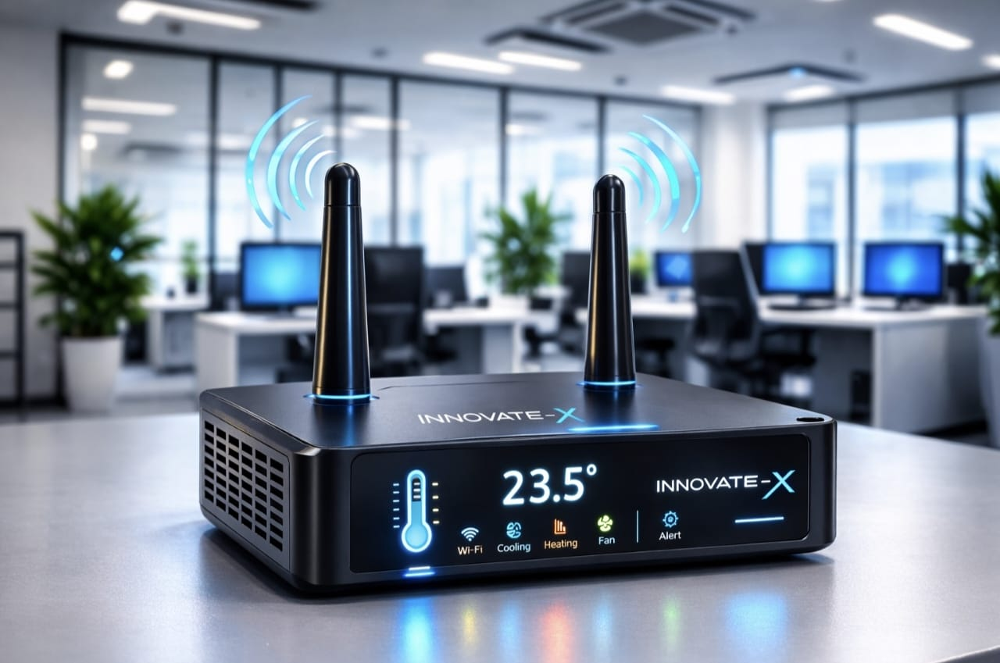 INNOVATE-X
23.5°
INNOVATE-X
Wi-Fi
Cooling
Heating
Fan
Alert